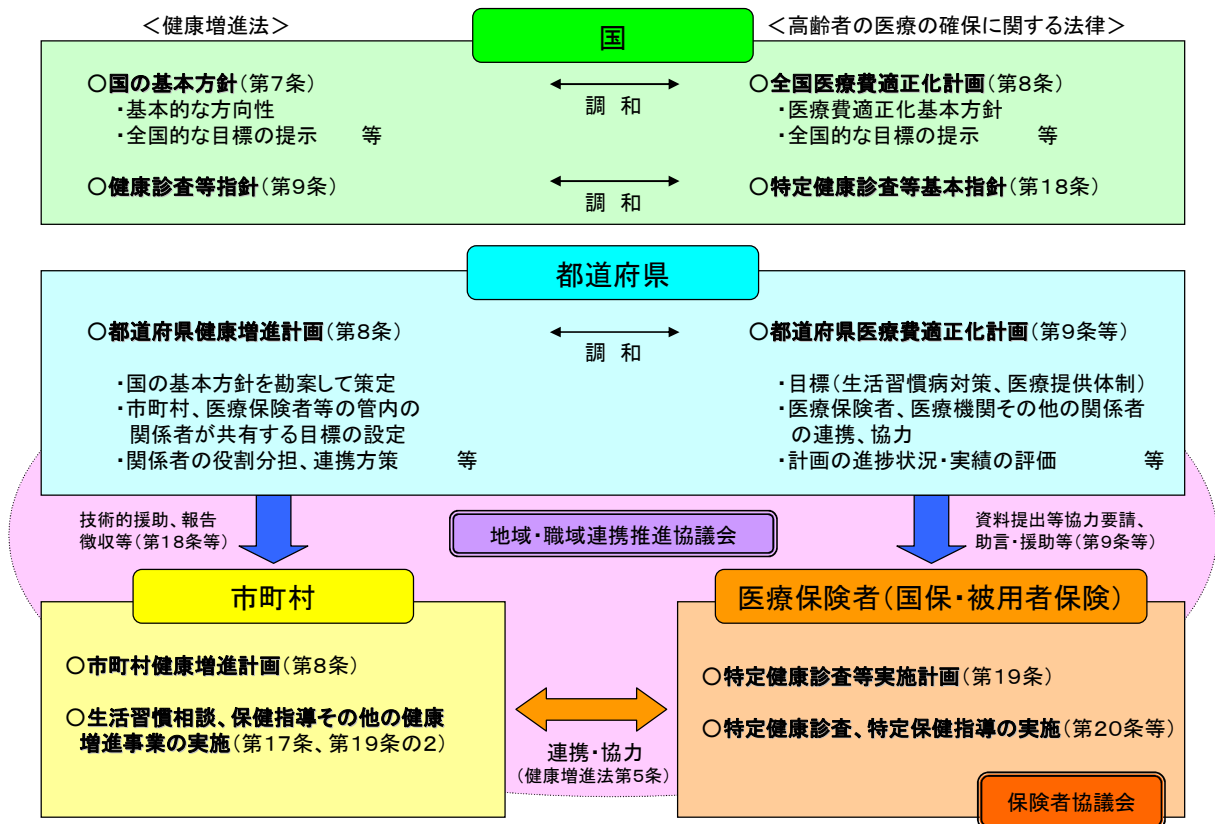 ＜健康増進法＞
国
＜高齢者の医療の確保に関する法律＞
○国の基本方針(第7条)
・基本的な方向性
・全国的な目標の提示　　等
調 和
○全国医療費適正化計画(第8条)
・医療費適正化基本方針
・全国的な目標の提示　　　等
○健康診査等指針(第9条)
調 和
○特定健康診査等基本指針(第18条)
都道府県
○都道府県健康増進計画(第8条)
調 和
○都道府県医療費適正化計画(第9条等)
・国の基本方針を勘案して策定
・市町村、医療保険者等の管内の
関係者が共有する目標の設定
・関係者の役割分担、連携方策　　　等
・目標(生活習慣病対策、医療提供体制)
・医療保険者、医療機関その他の関係者
の連携、協力
・計画の進捗状況・実績の評価　　　　等
技術的援助、報告
徴収等(第18条等)
地域・職域連携推進協議会
資料提出等協力要請、
助言・援助等(第9条等)
市町村
○市町村健康増進計画(第8条)
○生活習慣相談、保健指導その他の健康
増進事業の実施(第17条、第19条の2)
連携・協力
(健康増進法第5条)
医療保険者(国保・被用者保険)
○特定健康診査等実施計画(第19条)
○特定健康診査、特定保健指導の実施(第20条等)
保険者協議会